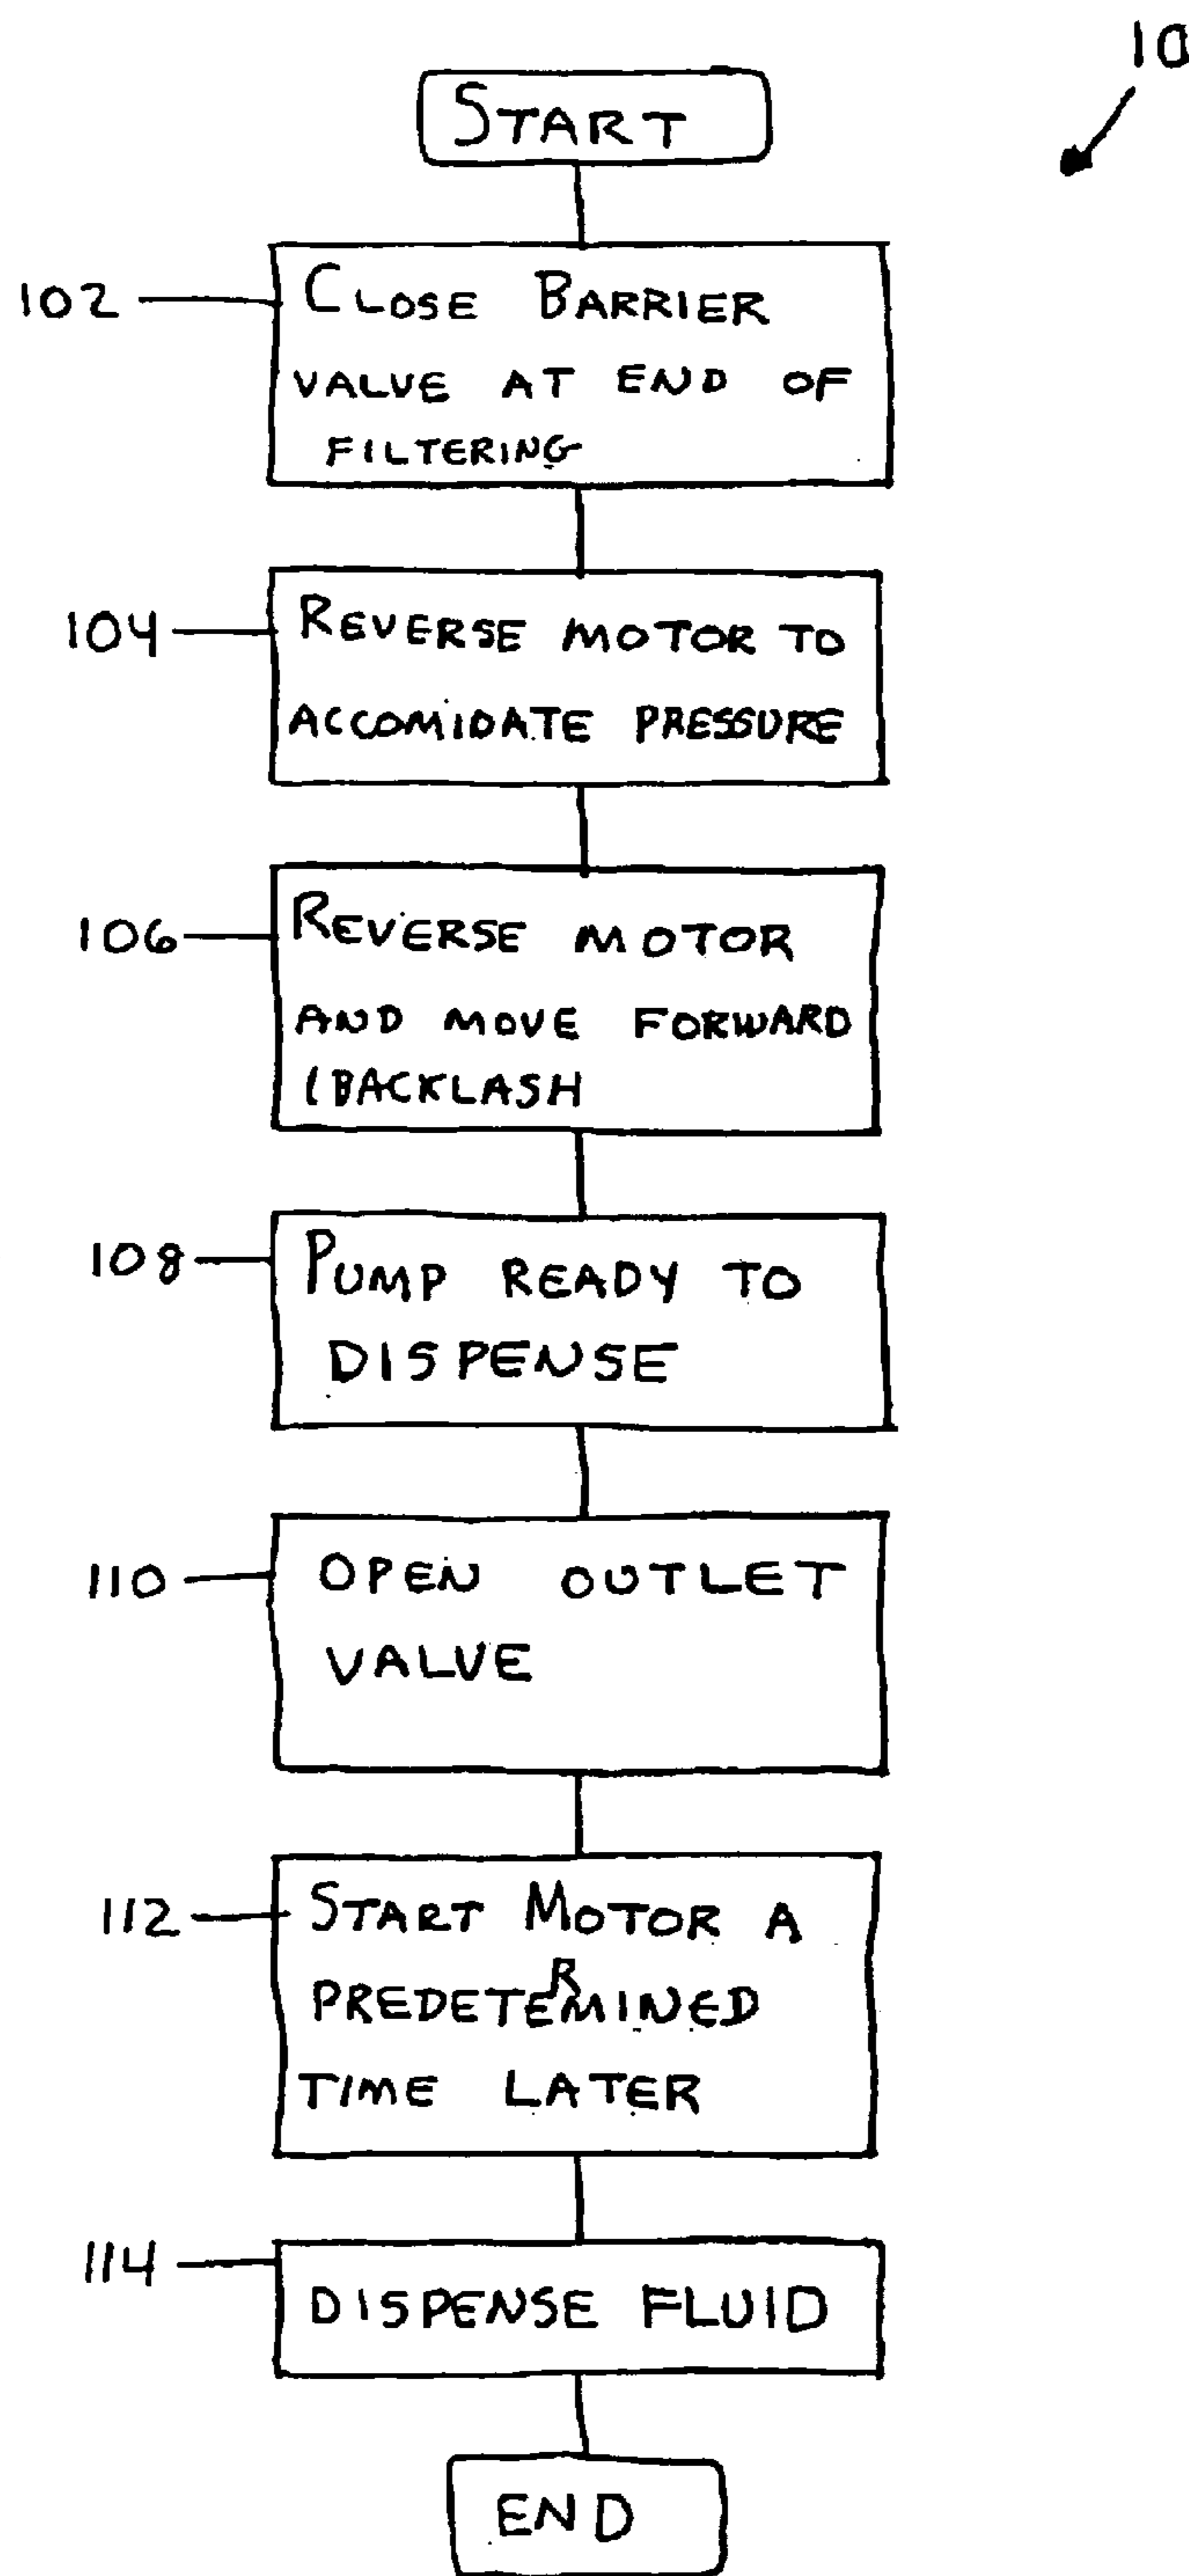 10
START
102
CLOSE BARRIER
VALVE AT END OF
FILTERING
104
REVERSE MOTOR TO
ACCOMIDATE PRESSURE
106
REVERSE MOTOR
AND MOVE FORWARD
(BACKLASH
108
PUMP READY TO
DISPENSE
110
OPEN OUTLET
VALVE
112
START MOTOR A
PREDETERMINED
TIME LATER
114
DISPENSE FLUID
END